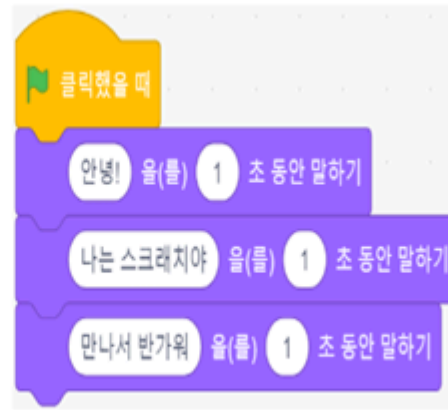 클릭했을 때
안녕! 을(를) 1 초 동안 말하기
나는 스크래치야 을(를) 1 초 동안 말하기
만나서 반가워 을(를) 1 초 동안 말하기